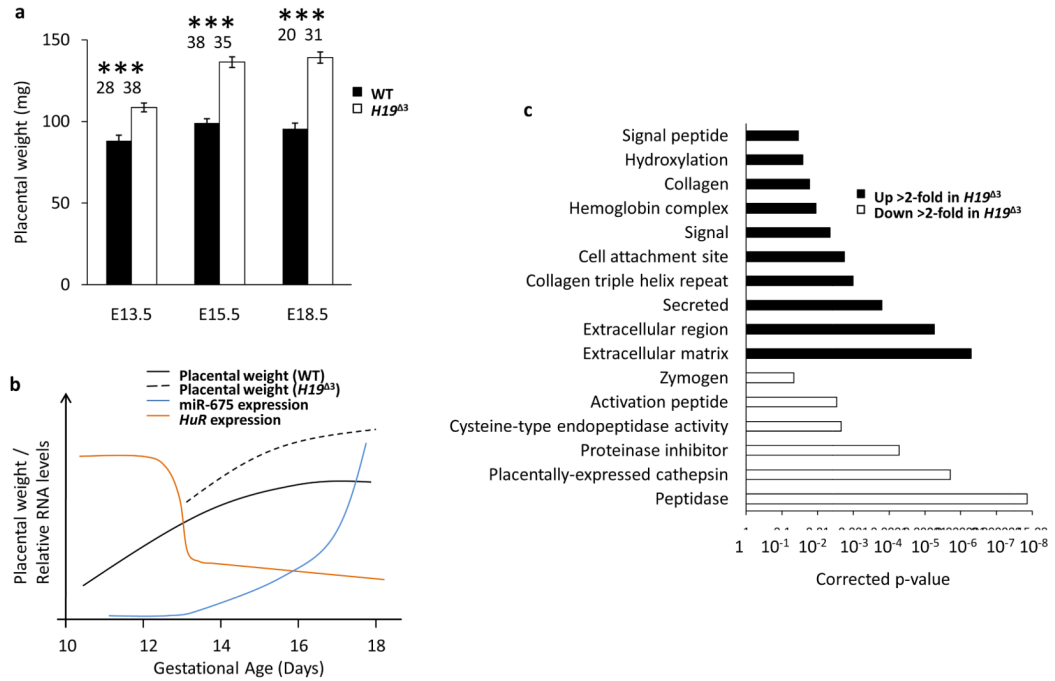 a
***
28 38
***
38 35
***
20 31
150
100
50
0
Placental weight (mg)
E13.5
E15.5
E18.5
WT
H19Δ3
b
Placental weight (WT)
Placental weight (H19Δ3)
miR-675 expression
HuR expression
Placental weight /
Relative RNA levels
10
12
14
16
18
Gestational Age (Days)
c
Signal peptide
Hydroxylation
Collagen
Hemoglobin complex
Signal
Cell attachment site
Collagen triple helix repeat
Secreted
Extracellular region
Extracellular matrix
Zymogen
Activation peptide
Cysteine-type endopeptidase activity
Proteinase inhibitor
Placentally-expressed cathepsin
Peptidase
Up >2-fold in H19Δ3
Down >2-fold in H19Δ3
1 10-1 10-2 10-3 10-4 10-5 10-6 10-7 10-8
Corrected p-value